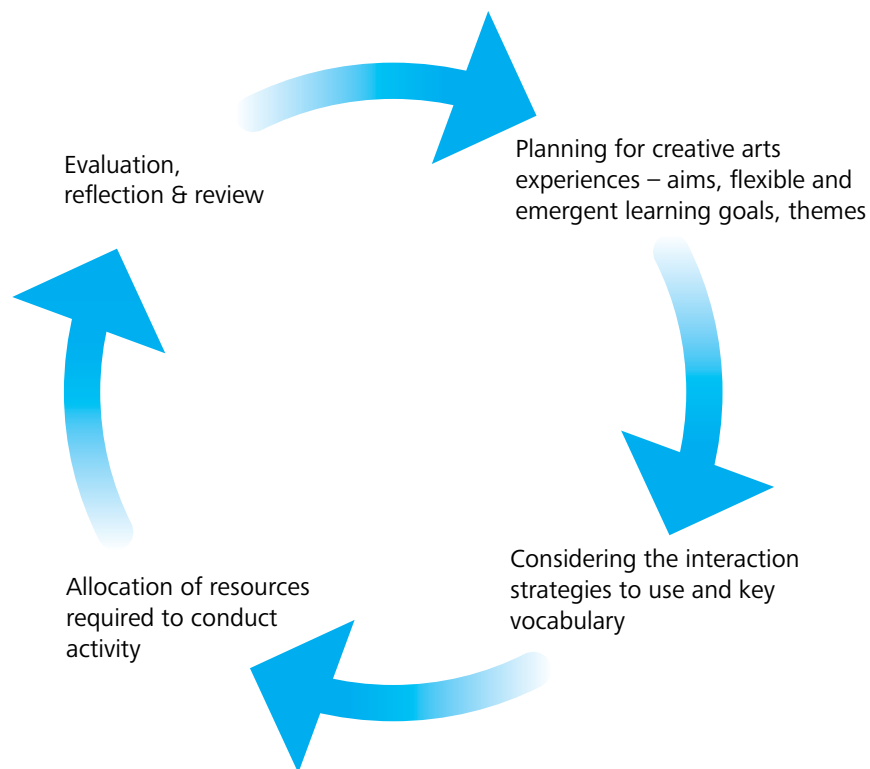 Evaluation,
reflection & review
Planning for creative arts
experiences – aims, flexible and
emergent learning goals, themes
Considering the interaction
strategies to use and key
vocabulary
Allocation of resources
required to conduct
activity